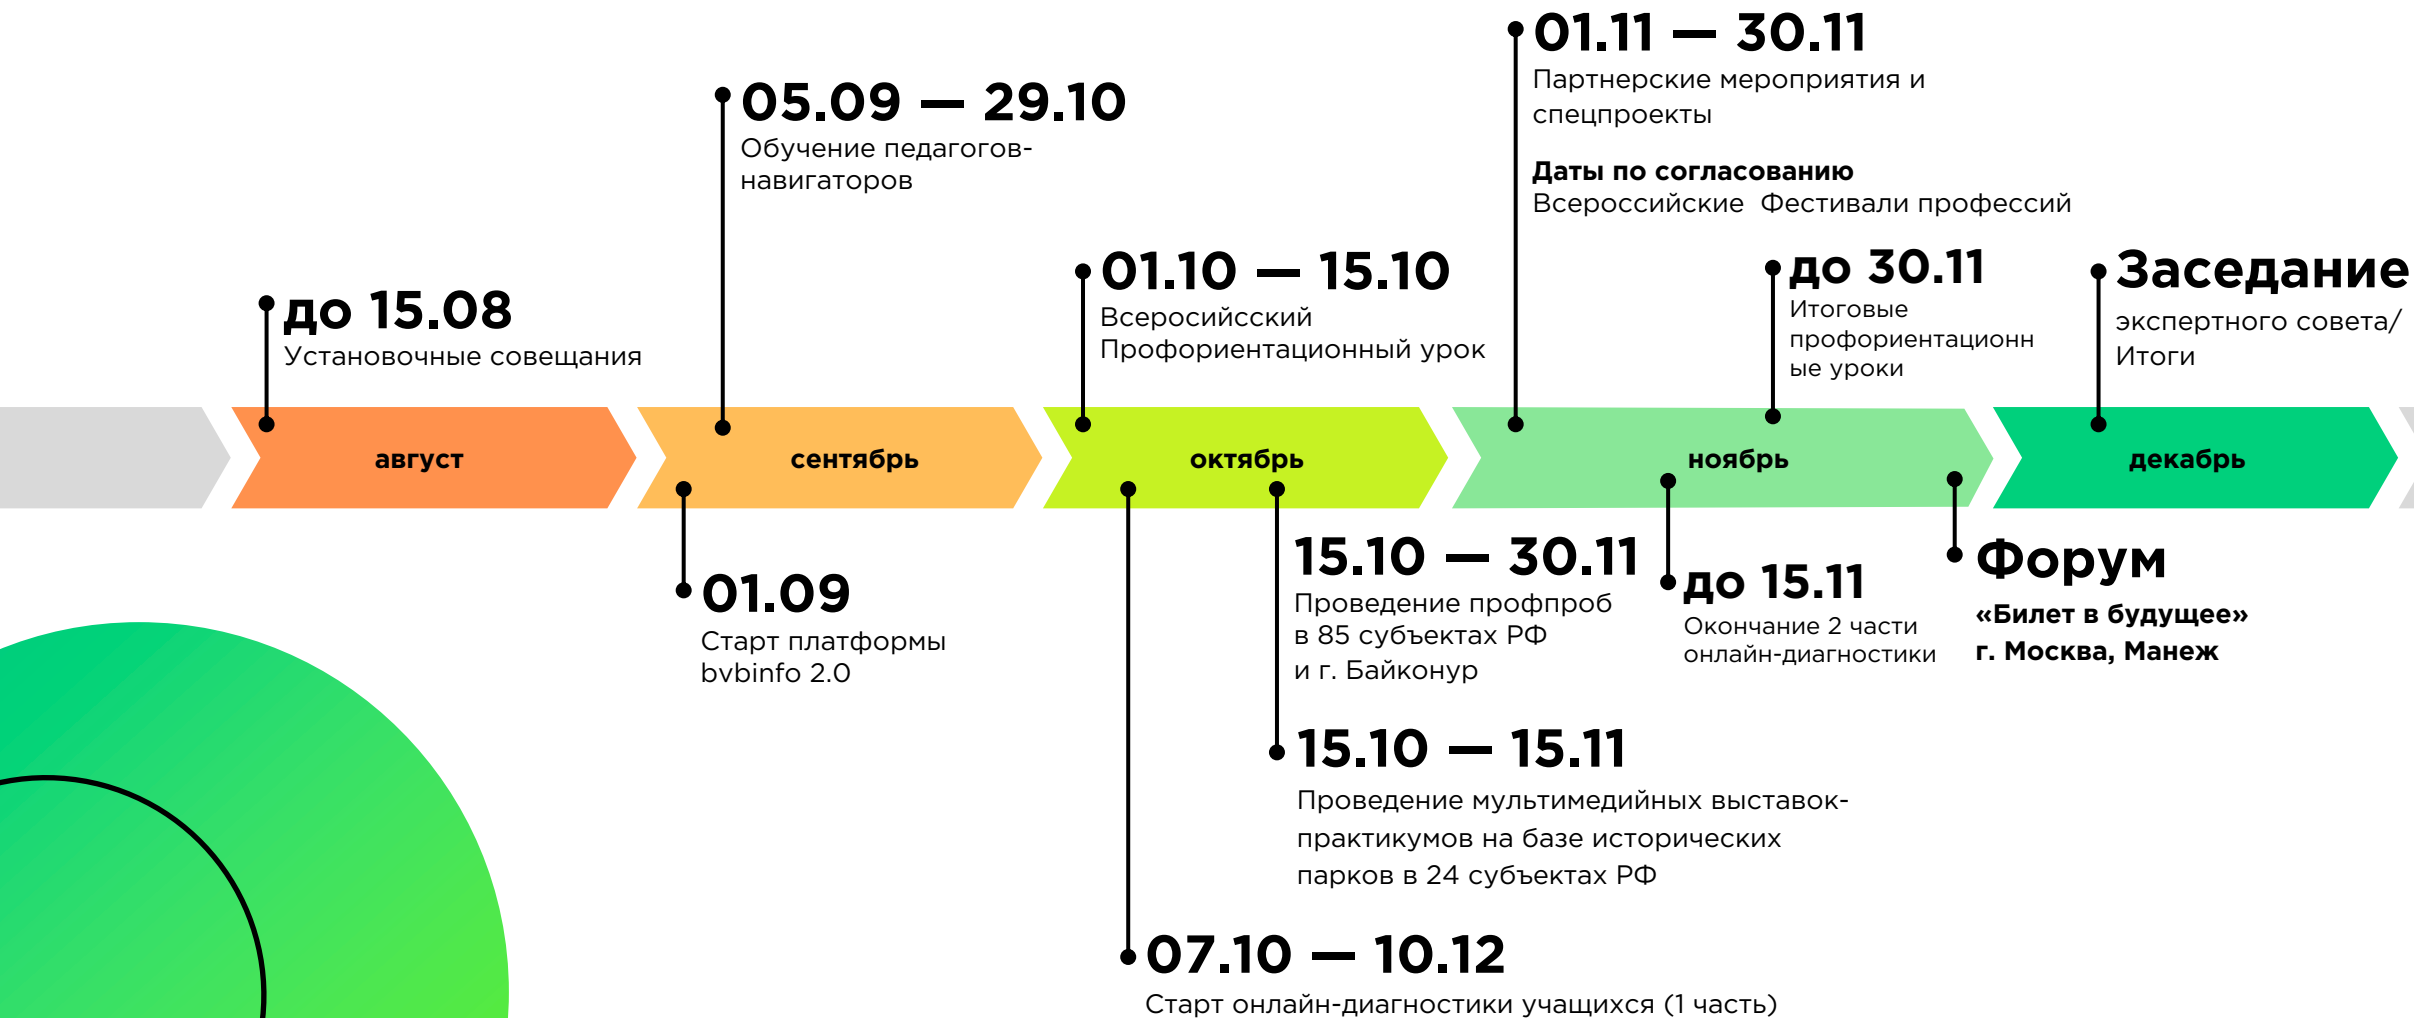 01.11 — 30.11
Партнерские мероприятия и
спецпроекты
Даты по согласованию
Всероссийские  Фестивали профессий
05.09 — 29.10
Обучение педагогов-
навигаторов
до 15.08
Установочные совещания
01.10 — 15.10
Всеросийсский
Профориентационный урок
до 30.11
Итоговые
профориентационн
ые уроки
Заседание
экспертного совета/
Итоги
август
сентябрь
октябрь
ноябрь
декабрь
01.09
Старт платформы
bvbinfo 2.0
15.10 — 30.11
Проведение профпроб
в 85 субъектах РФ
и г. Байконур
до 15.11
Окончание 2 части
онлайн-диагностики
Форум
«Билет в будущее»
г. Москва, Манеж
15.10 — 15.11
Проведение мультимедийных выставок-
практикумов на базе исторических
парков в 24 субъектах РФ
07.10 — 10.12
Старт онлайн-диагностики учащихся (1 часть)